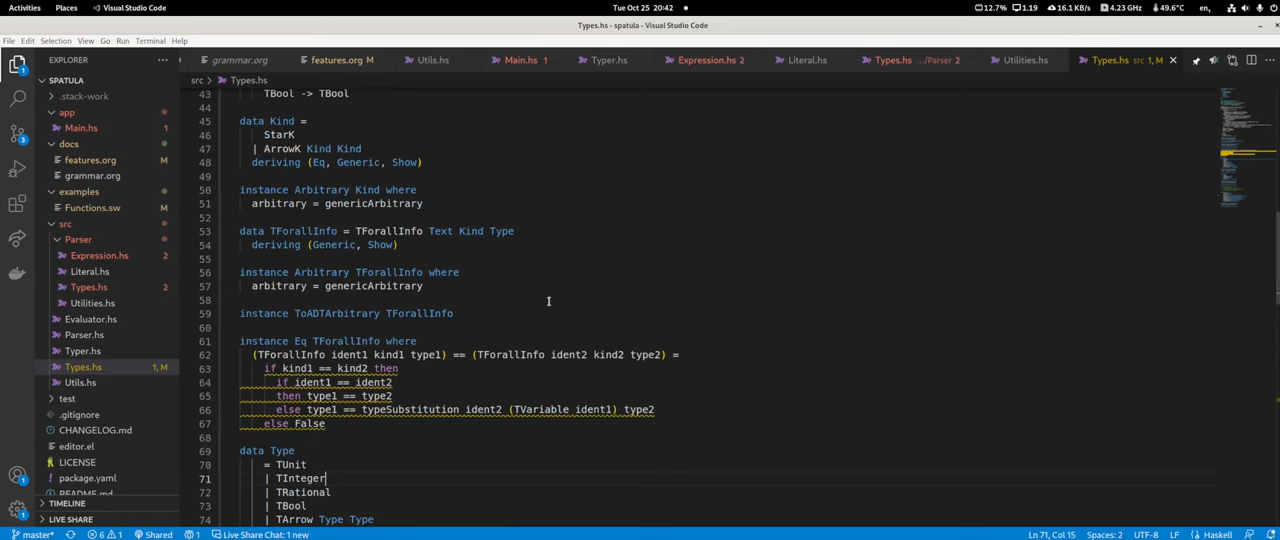 Activities Places Visual Studio Code Tue Oct 25 20:42 12.7% 1.19 16.1 KB/s 4.23 GHz 49.6°c en,
Types.hs - spatula - Visual Studio Code
File Edit Selection View Go Run Terminal Help
EXPLORER
grammar.org features.org M Utils.hs Main.hs 1 Typer.hs Expression.hs 2 Literal.hs Types.hs .../Parser 2 Utilities.hs Types.hs src 1, M
SPATULA
.stack-work
app
Main.hs 1
docs
features.org M
grammar.org
examples
Functions.sw
src
Parser
Expression.hs 2
Literal.hs
Types.hs 2
Utilities.hs
Evaluator.hs
Parser.hs
Typer.hs
Types.hs 1, M
Utils.hs
test
.gitignore
CHANGELOG.md
editor.el
LICENSE
package.yaml
README.md
TIMELINE
LIVE SHARE
src > Types.hs
43 TBool -> TBool
44
45 data Kind =
46 StarK
47 | ArrowK Kind Kind
48 deriving (Eq, Generic, Show)
49
50 instance Arbitrary Kind where
51 arbitrary = genericArbitrary
52
53 data TForallInfo = TForallInfo Text Kind Type
54 deriving (Generic, Show)
55
56 instance Arbitrary TForallInfo where
57 arbitrary = genericArbitrary
58
59 instance ToADTArbitrary TForallInfo
60
61 instance Eq TForallInfo where
62 (TForallInfo ident1 kind1 type1) == (TForallInfo ident2 kind2 type2) =
63 if kind1 == kind2 then
64 if ident1 == ident2
65 then type1 == type2
66 else type1 == typeSubstitution ident2 (TVariable ident1) type2
67 else False
68
69 data Type
70 = TUnit
71 | TInteger
72 | TRational
73 | TBool
74 | TArrow Type Type
master* 6 1 Shared 1 Live Share Chat: 1 new Ln 71, Col 15 Spaces: 2 UTF-8 LF Haskell